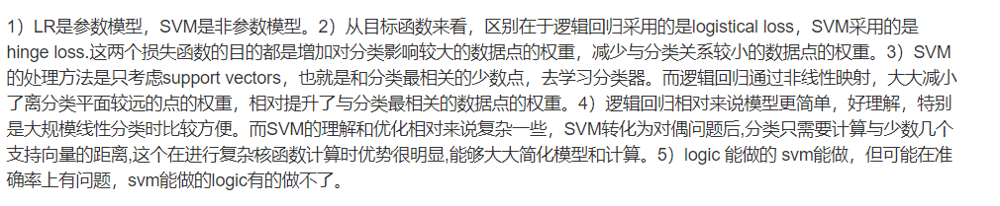 1）LR是参数模型，SVM是非参数模型。2）从目标函数来看，区别在于逻辑回归采用的是logistical loss，SVM采用的是
hinge loss.这两个损失函数的目的都是增加对分类影响较大的数据点的权重，减少与分类关系较小的数据点的权重。3）SVM
的处理方法是只考虑support vectors，也就是和分类最相关的少数点，去学习分类器。而逻辑回归通过非线性映射，大大减小
了离分类平面较远的点的权重，相对提升了与分类最相关的数据点的权重。4）逻辑回归相对来说模型更简单，好理解，特别
是大规模线性分类时比较方便。而SVM的理解和优化相对来说复杂一些，SVM转化为对偶问题后,分类只需要计算与少数几个
支持向量的距离,这个在进行复杂核函数计算时优势很明显,能够大大简化模型和计算。5）logic 能做的 svm能做，但可能在准
确率上有问题，svm能做的logic有的做不了。